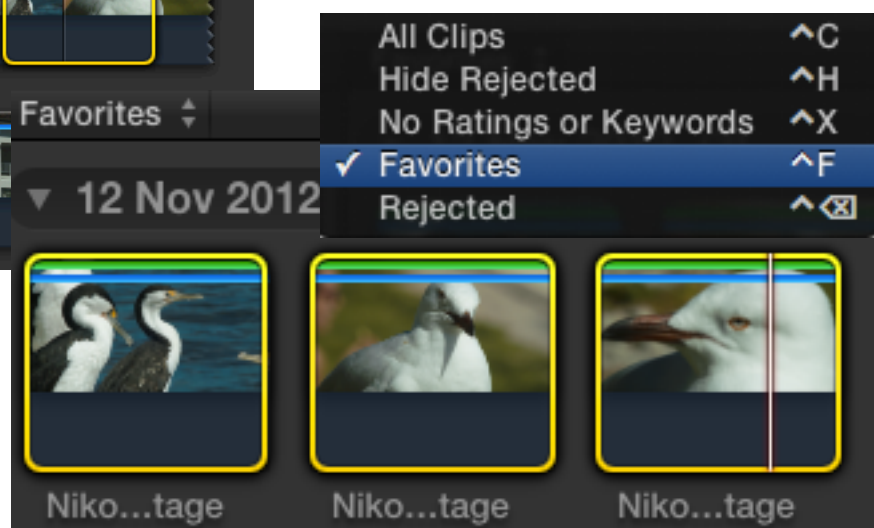 All Clips ^C
Hide Rejected ^H
No Ratings or Keywords ^X
✓ Favorites ^F
Rejected ^⌫
Favorites
12 Nov 2012
Niko...tage
Niko...tage
Niko...tage